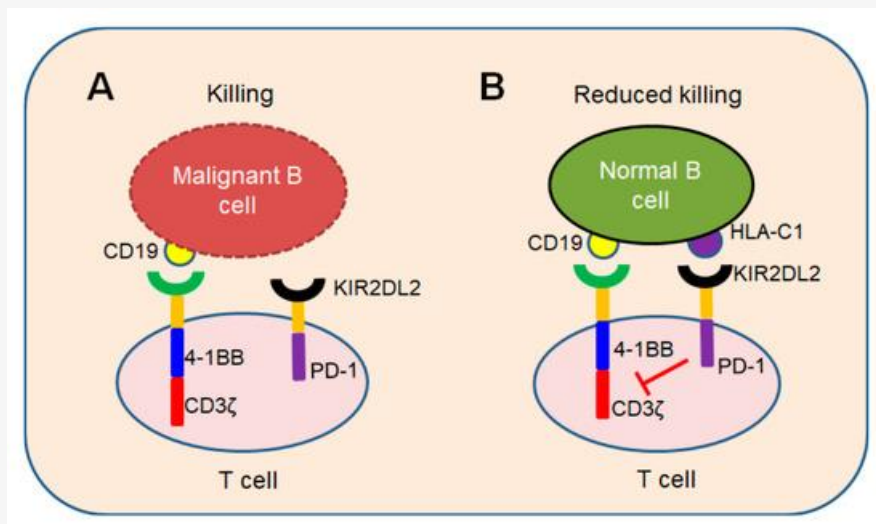 A
Killing
Malignant B
cell
CD19
KIR2DL2
4-1BB
PD-1
CD3ζ
T cell
B
Reduced killing
Normal B
cell
HLA-C1
CD19
KIR2DL2
4-1BB
PD-1
CD3ζ
T cell